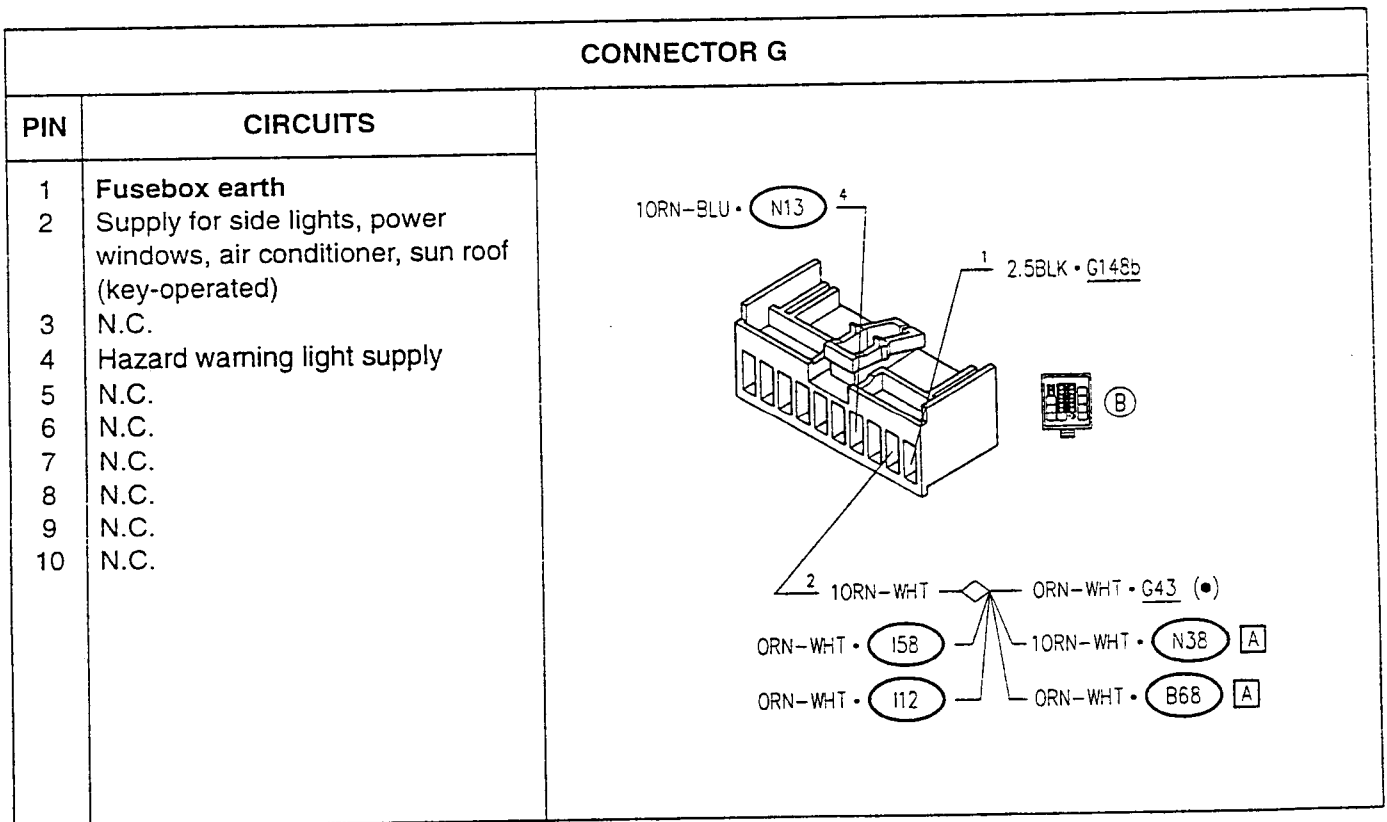 CONNECTOR G
PIN CIRCUITS
1 Fusebox earth
2 Supply for side lights, power
windows, air conditioner, sun roof
(key-operated)
3 N.C.
4 Hazard warning light supply
5 N.C.
6 N.C.
7 N.C.
8 N.C.
9 N.C.
10 N.C.
1ORN-BLU • N13 4
1 2.5BLK • G148b
B
2 1ORN-WHT ORN-WHT • G43 (•)
ORN-WHT • I58 1ORN-WHT • N38 A
ORN-WHT • I12 ORN-WHT • B68 A